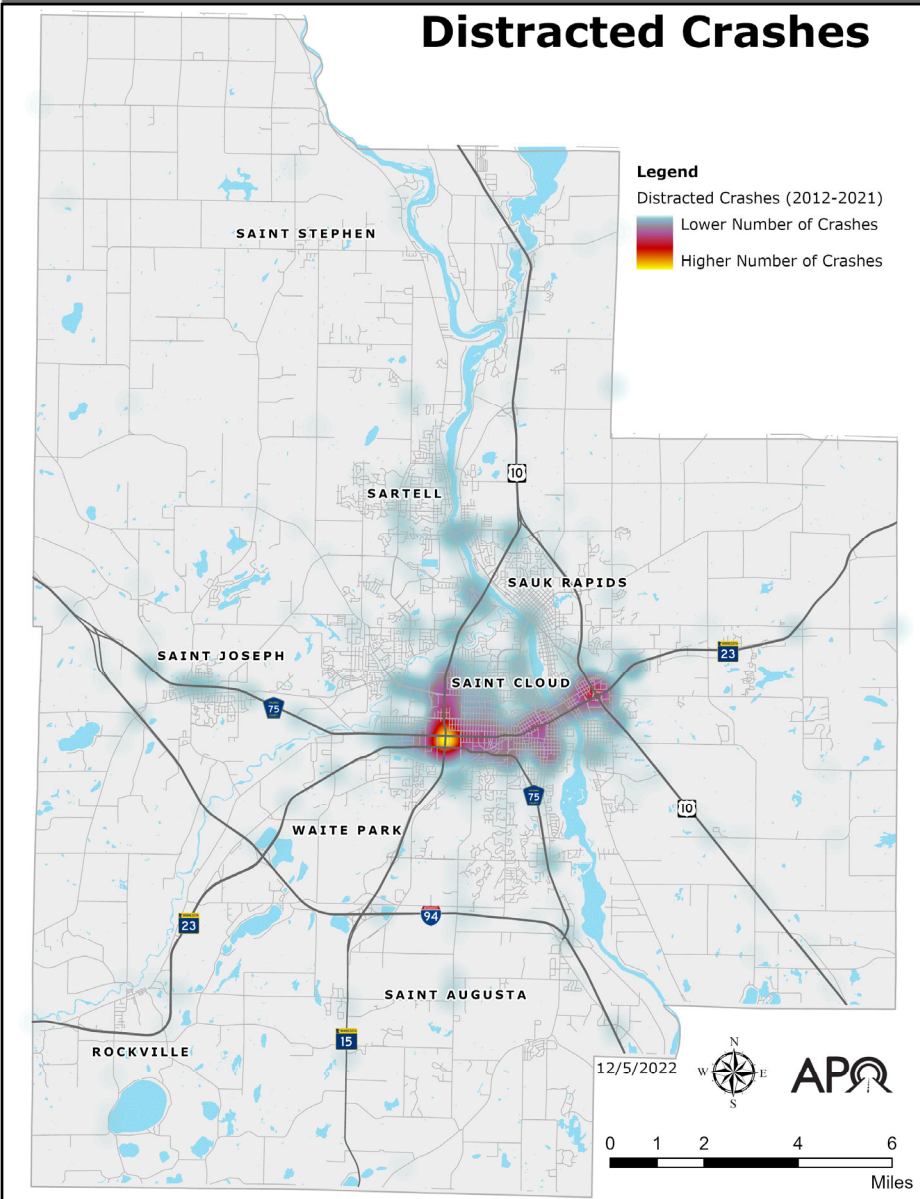 Distracted Crashes
Legend
Distracted Crashes (2012-2021)
Lower Number of Crashes
Higher Number of Crashes
SAINT STEPHEN
10
SARTELL
SAUK RAPIDS
23
SAINT JOSEPH
SAINT CLOUD
75
75
10
WAITE PARK
94
23
SAINT AUGUSTA
15
ROCKVILLE
12/5/2022
N
W E
S
APO
0 1 2 4 6
Miles